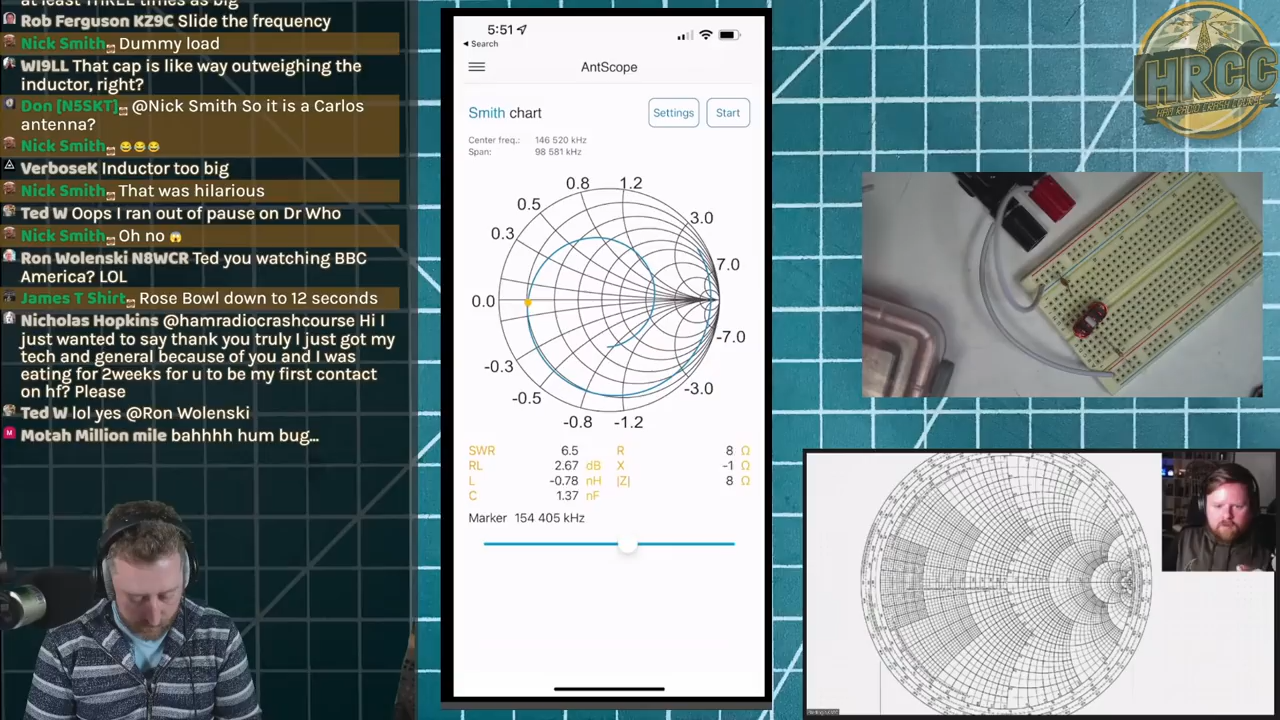 at least THREE times as big
Rob Ferguson KZ9C Slide the frequency
Nick Smith Dummy load
WI9LL That cap is like way outweighing the
inductor, right?
Don [N5SKT] @Nick Smith So it is a Carlos
antenna?
Nick Smith 😂😂😂
VerboseK Inductor too big
Nick Smith That was hilarious
Ted W Oops I ran out of pause on Dr Who
Nick Smith Oh no 😱
Ron Wolenski N8WCR Ted you watching BBC
America? LOL
James T Shirt Rose Bowl down to 12 seconds
Nicholas Hopkins @hamradiocrashcourse Hi I
just wanted to say thank you truly I just got my
tech and general because of you and I was
eating for 2weeks for u to be my first contact
on hf? Please
Ted W lol yes @Ron Wolenski
Motah Million mile bahhhh hum bug...
5:51
Search
AntScope
Smith chart
Settings
Start
Center freq.: 146 520 kHz
Span: 98 581 kHz
0.8 1.2
0.5
3.0
0.3
7.0
0.0
-7.0
-0.3
-3.0
-0.5
-0.8 -1.2
SWR 6.5 R 8 Ω
RL 2.67 dB X -1 Ω
L -0.78 nH |Z| 8 Ω
C 1.37 nF
Marker 154 405 kHz
HRCC
HAM RADIO CRASH COURSE